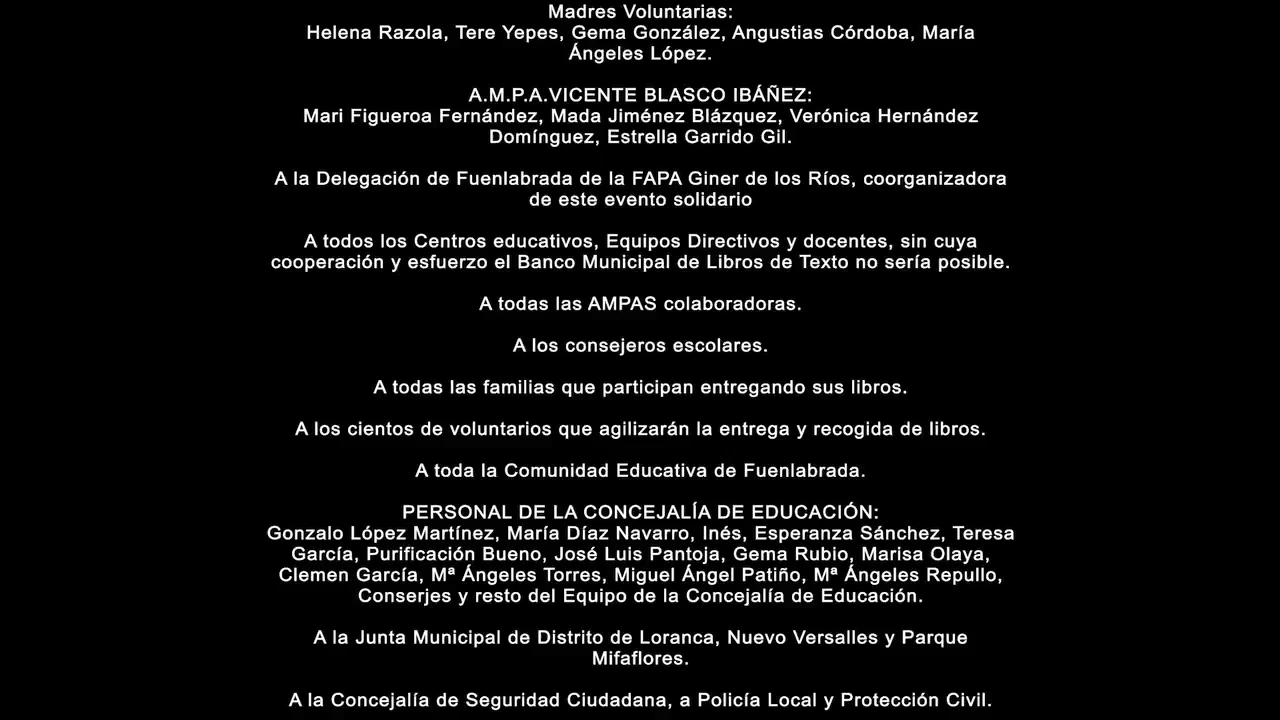 Madres Voluntarias:
Helena Razola, Tere Yepes, Gema González, Angustias Córdoba, María
Ángeles López.
A.M.P.A.VICENTE BLASCO IBÁÑEZ:
Mari Figueroa Fernández, Mada Jiménez Blázquez, Verónica Hernández
Domínguez, Estrella Garrido Gil.
A la Delegación de Fuenlabrada de la FAPA Giner de los Ríos, coorganizadora
de este evento solidario
A todos los Centros educativos, Equipos Directivos y docentes, sin cuya
cooperación y esfuerzo el Banco Municipal de Libros de Texto no sería posible.
A todas las AMPAS colaboradoras.
A los consejeros escolares.
A todas las familias que participan entregando sus libros.
A los cientos de voluntarios que agilizarán la entrega y recogida de libros.
A toda la Comunidad Educativa de Fuenlabrada.
PERSONAL DE LA CONCEJALÍA DE EDUCACIÓN:
Gonzalo López Martínez, María Díaz Navarro, Inés, Esperanza Sánchez, Teresa
García, Purificación Bueno, José Luis Pantoja, Gema Rubio, Marisa Olaya,
Clemen García, Mª Ángeles Torres, Miguel Ángel Patiño, Mª Ángeles Repullo,
Conserjes y resto del Equipo de la Concejalía de Educación.
A la Junta Municipal de Distrito de Loranca, Nuevo Versalles y Parque
Mifaflores.
A la Concejalía de Seguridad Ciudadana, a Policía Local y Protección Civil.